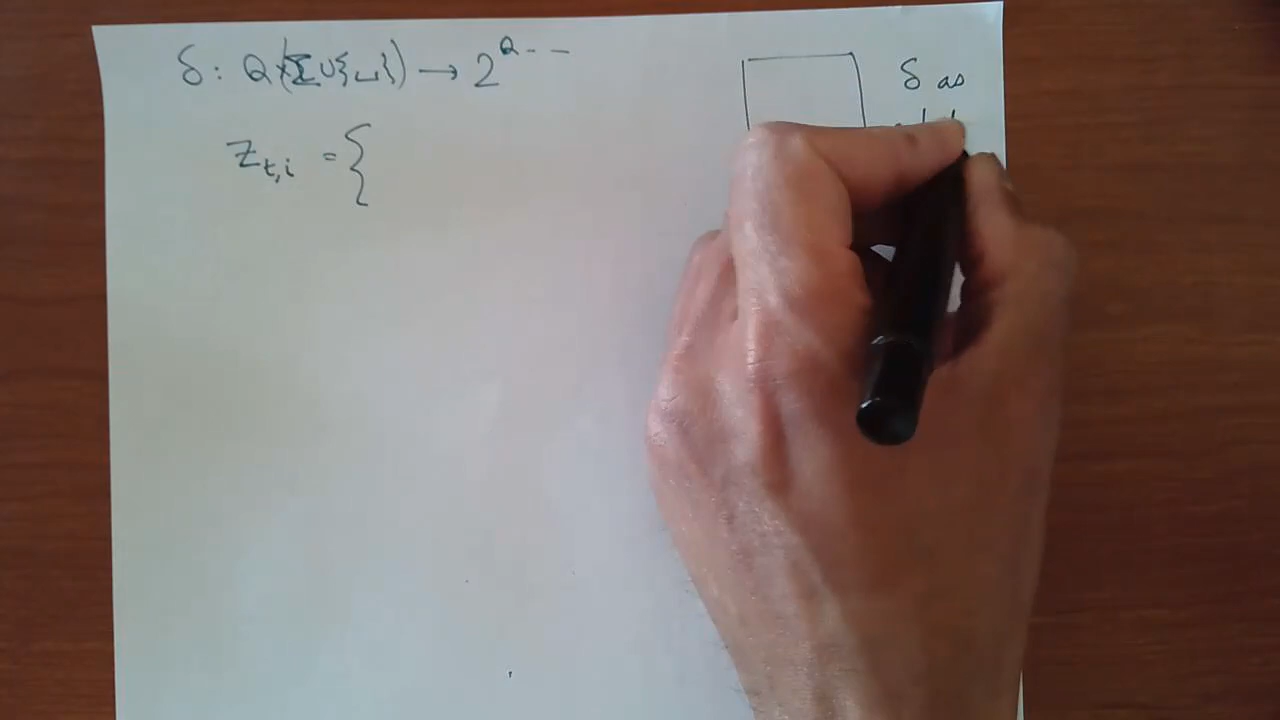 δ: Q×(Σ∪{⊔}) → 2^Q - -
Z_{t,i} = {
δ as